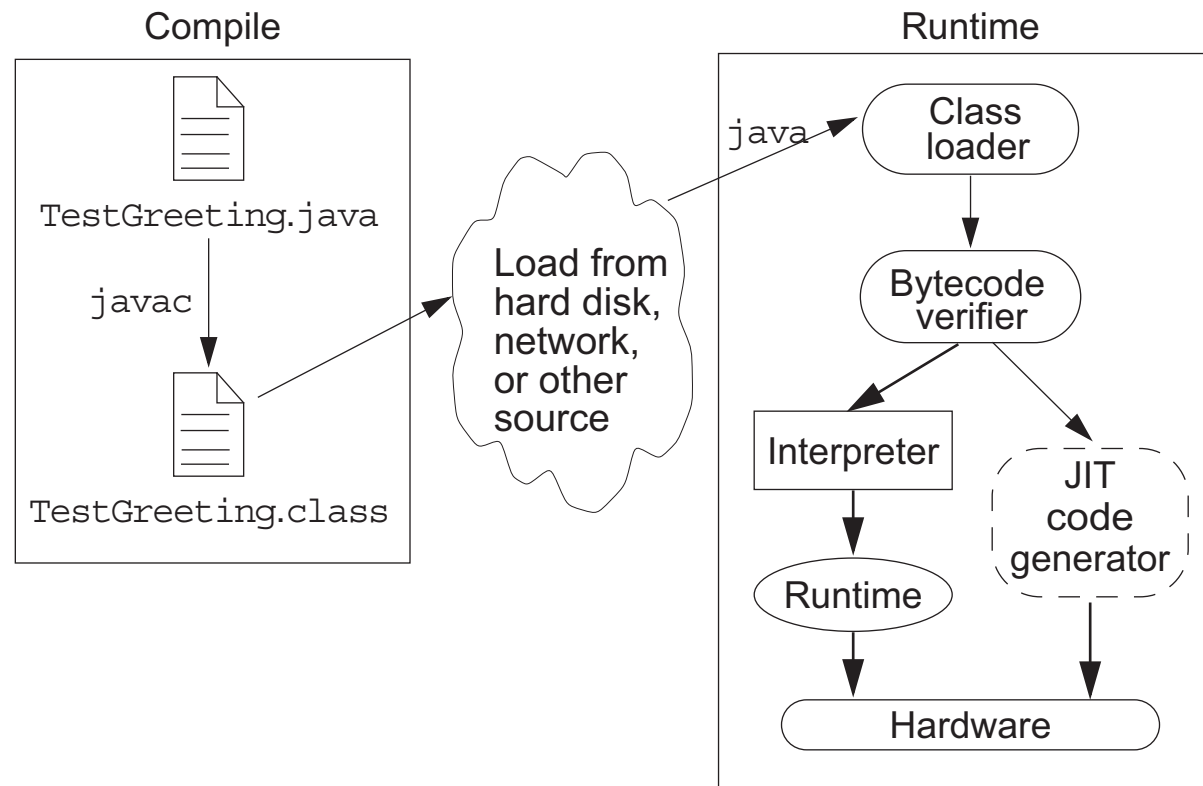 Compile
TestGreeting.java
javac
TestGreeting.class
Load from
hard disk,
network,
or other
source
java
Runtime
Class
loader
Bytecode
verifier
Interpreter
JIT
code
generator
Runtime
Hardware